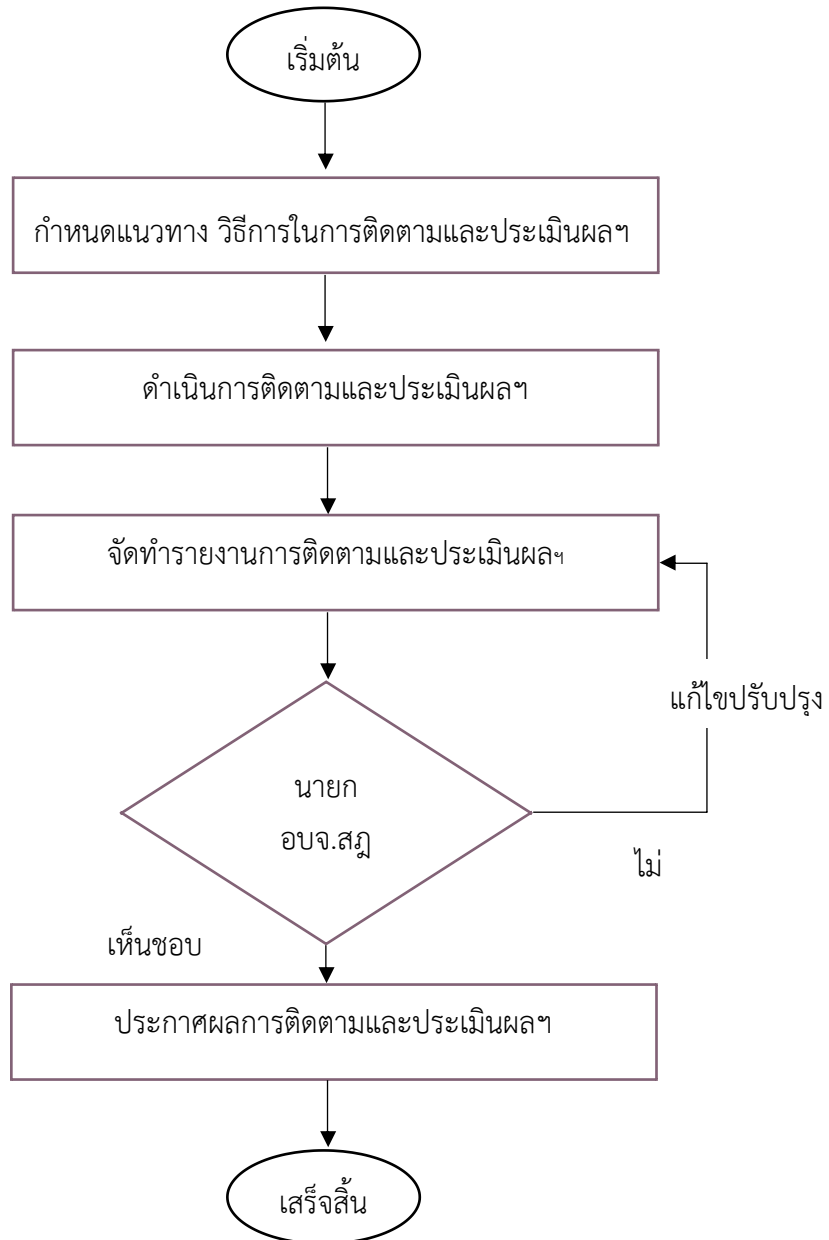 เริ่มต้น
กำหนดแนวทาง วิธีการในการติดตามและประเมินผลฯ
ดำเนินการติดตามและประเมินผลฯ
จัดทำรายงานการติดตามและประเมินผลฯ
แก้ไขปรับปรุง
นายก
อบจ.สฎ
ไม่
เห็นชอบ
ประกาศผลการติดตามและประเมินผลฯ
เสร็จสิ้น